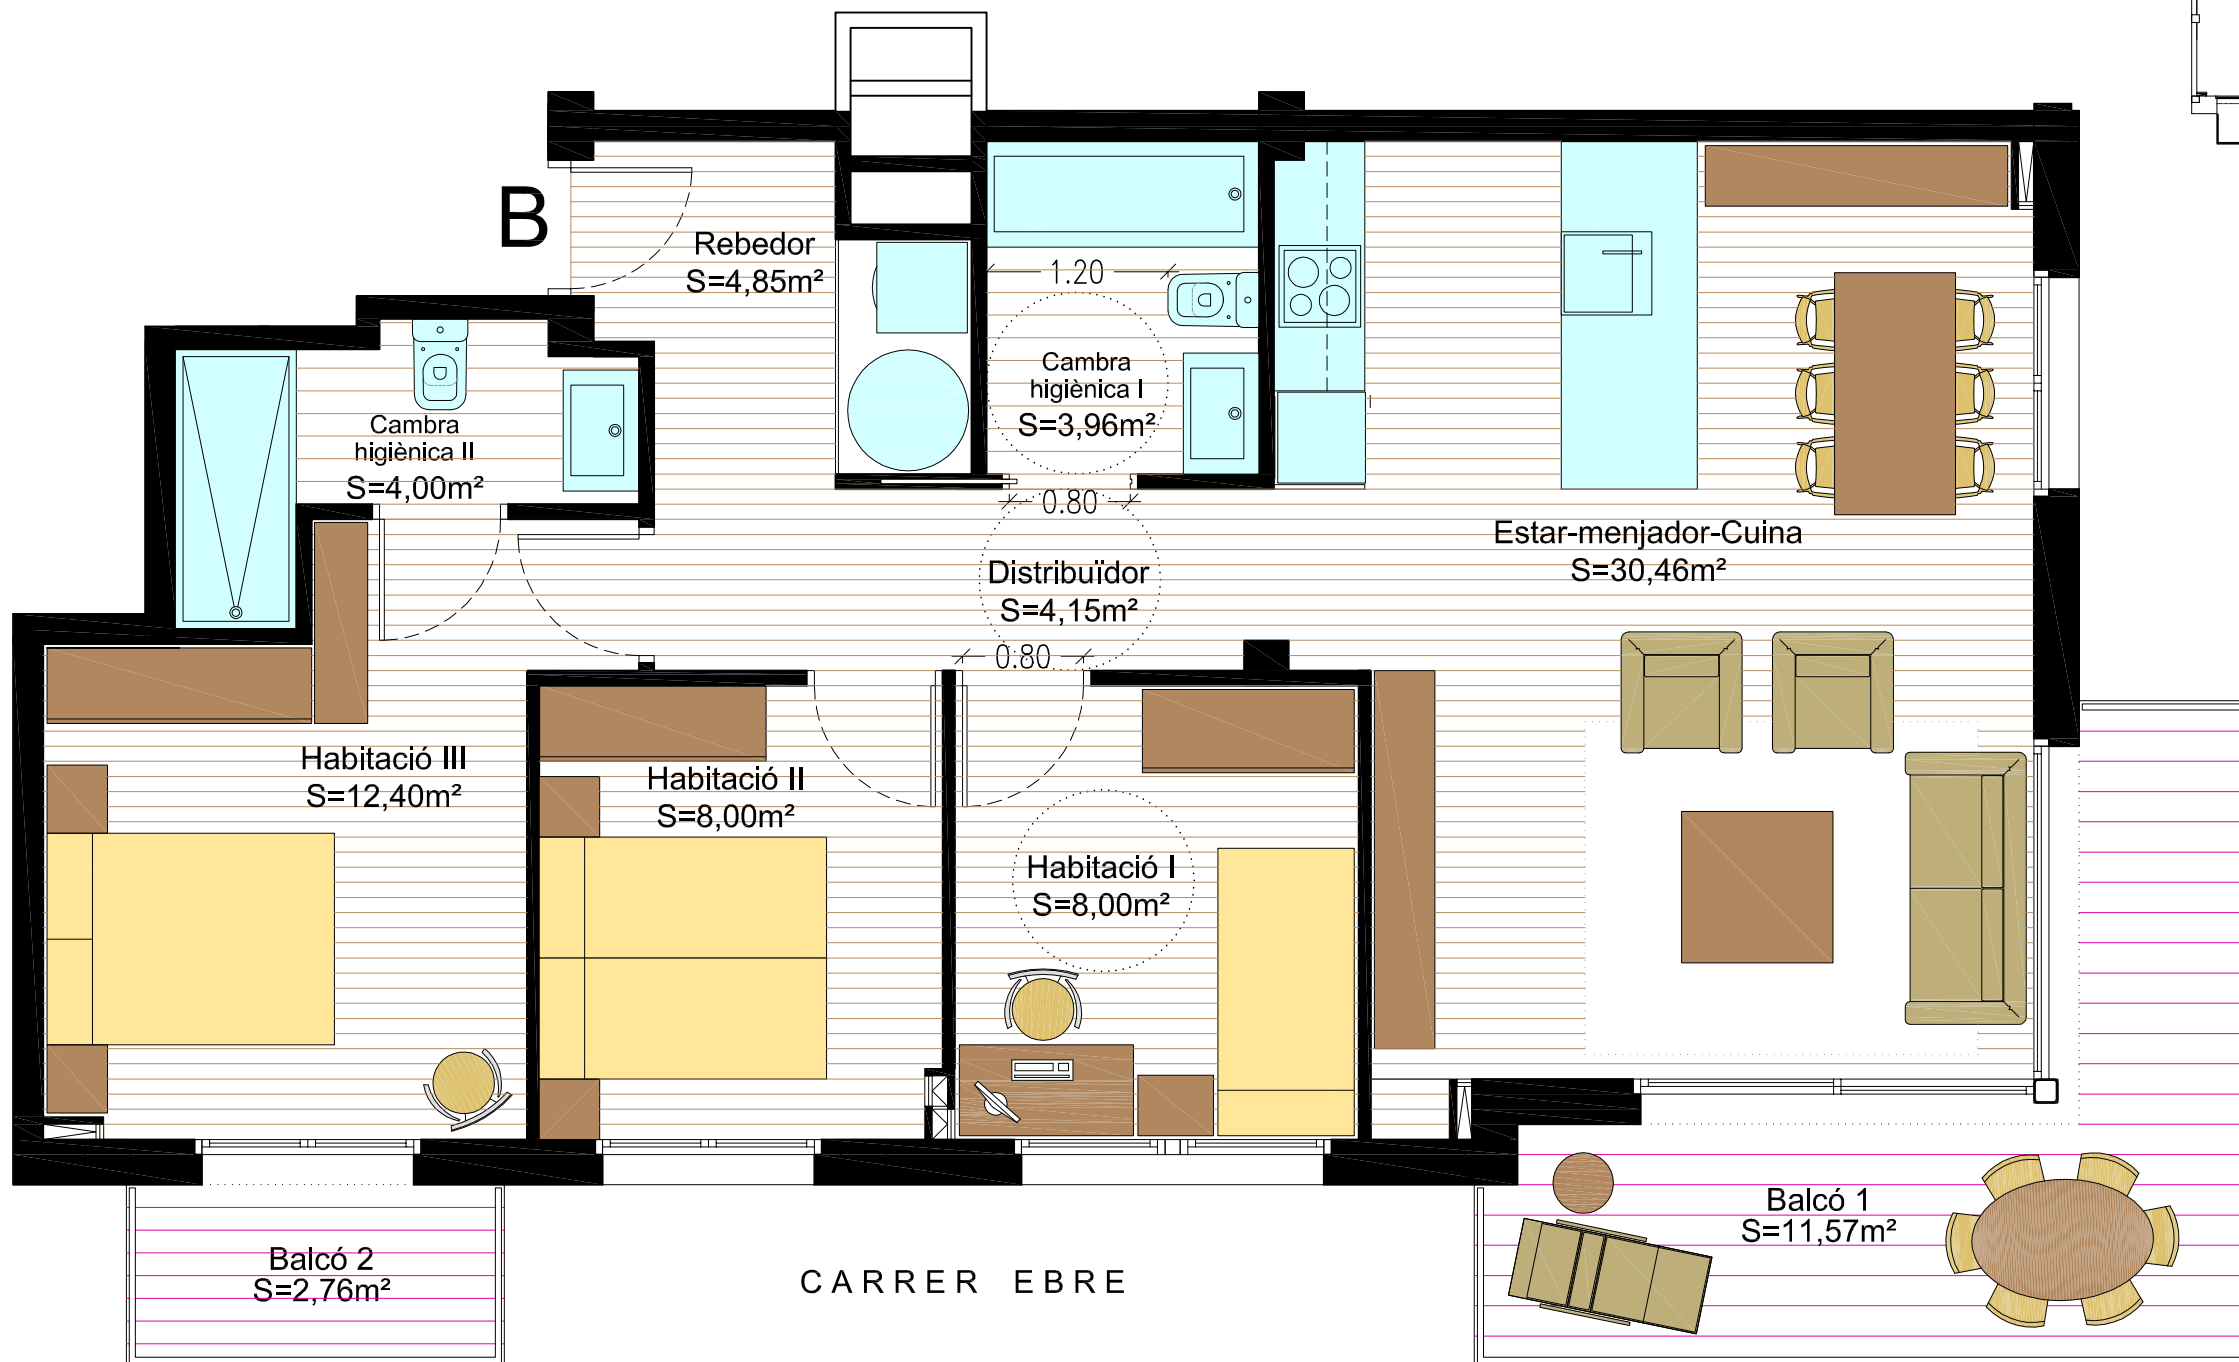 B
Rebedor
S=4,85m²
1.20
Cambra
higiènica I
S=3,96m²
Cambra
higiènica II
S=4,00m²
0.80
Estar-menjador-Cuina
S=30,46m²
Distribuïdor
S=4,15m²
0.80
Habitació III
S=12,40m²
Habitació II
S=8,00m²
Habitació I
S=8,00m²
Balcó 1
S=11,57m²
Balcó 2
S=2,76m²
CARRER EBRE